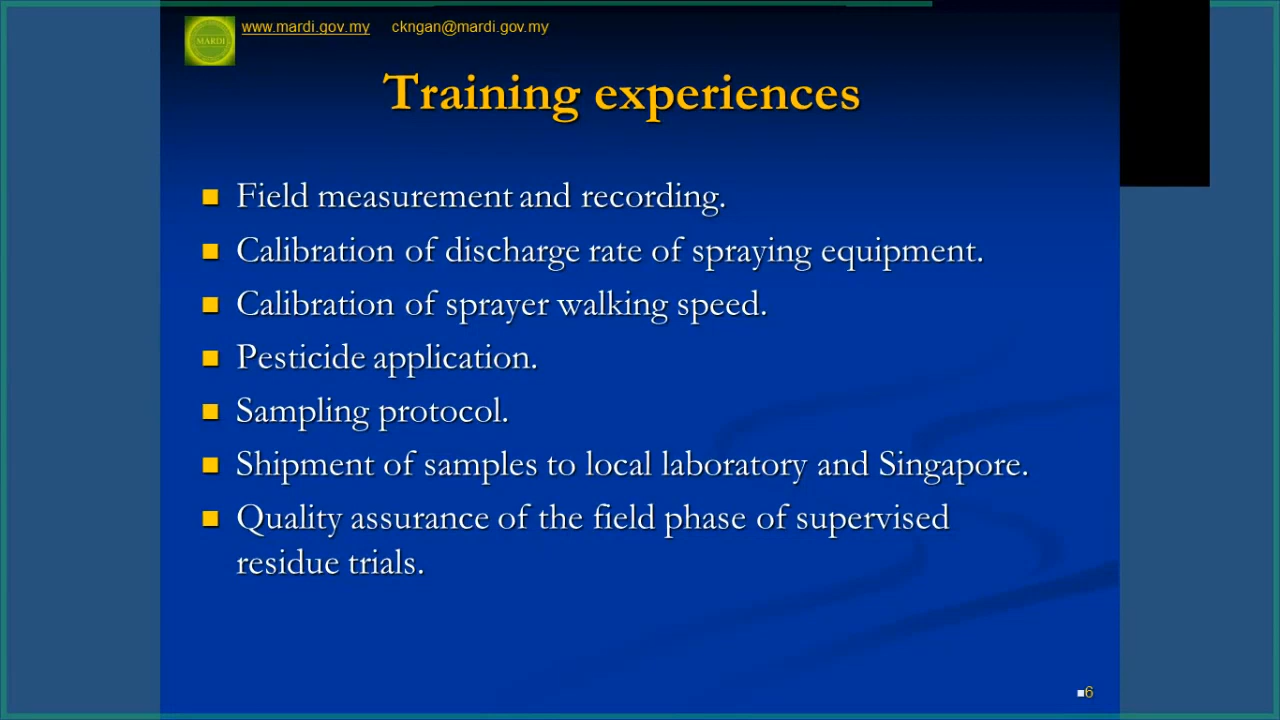 www.mardi.gov.my ckngan@mardi.gov.my
MARDI
Training experiences
Field measurement and recording.
Calibration of discharge rate of spraying equipment.
Calibration of sprayer walking speed.
Pesticide application.
Sampling protocol.
Shipment of samples to local laboratory and Singapore.
Quality assurance of the field phase of supervised
residue trials.
6